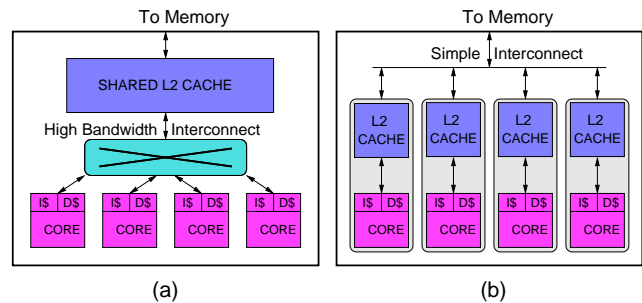 To Memory
SHARED L2 CACHE
High Bandwidth Interconnect
I$ D$ I$ D$ I$ D$ I$ D$
CORE CORE CORE CORE
(a)
To Memory
Simple Interconnect
L2 L2 L2 L2
CACHE CACHE CACHE CACHE
I$ D$ I$ D$ I$ D$ I$ D$
CORE CORE CORE CORE
(b)